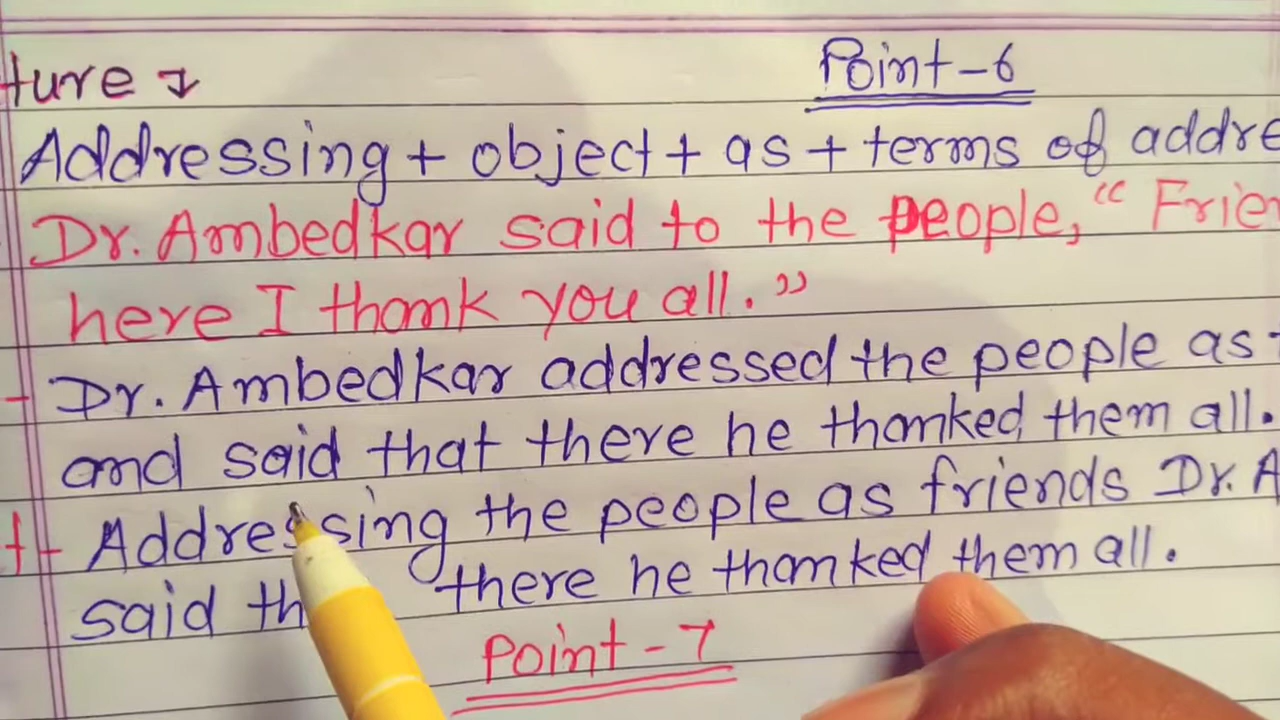 Point-6
ture
Addressing + object + as + terms of addre
Dr. Ambedkar said to the people, "Frie
here I thank you all."
- Dr. Ambedkar addressed the people as
and said that there he thanked them all.
- Addressing the people as friends Dr. A
said th there he thanked them all.
Point-7